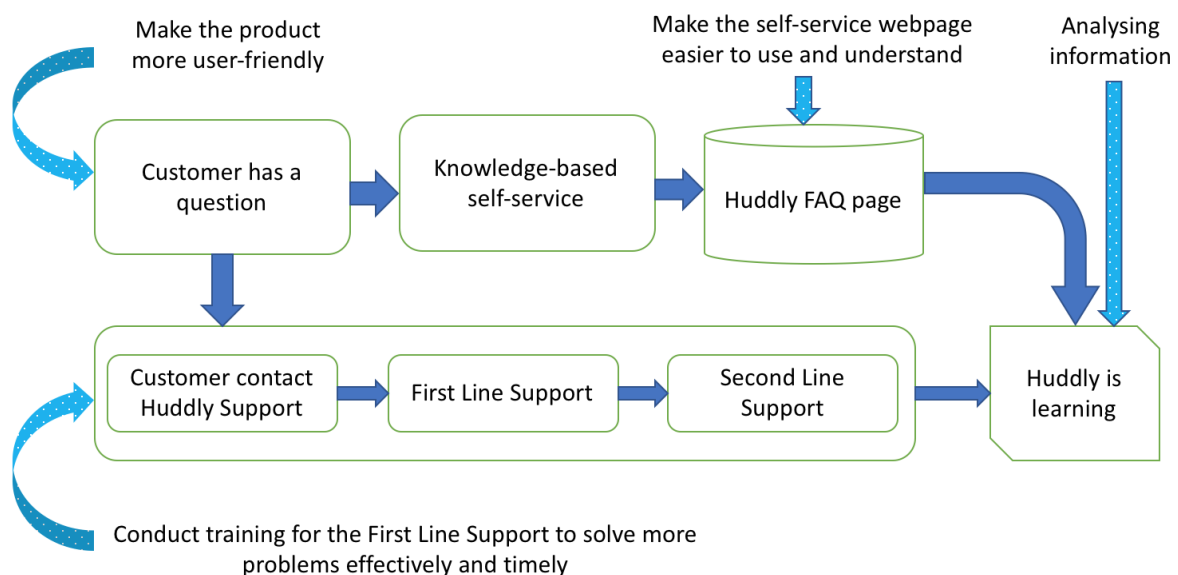 Make the product
more user-friendly
Make the self-service webpage
easier to use and understand
Analysing
information
Customer has a
question
Knowledge-based
self-service
Huddly FAQ page
Customer contact
Huddly Support
First Line Support
Second Line
Support
Huddly is
learning
Conduct training for the First Line Support to solve more
problems effectively and timely